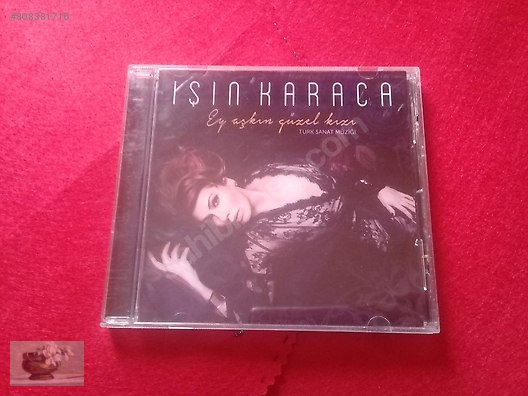 IŞIN KARACA
Ey aşkın güzel kızı
TÜRK SANAT MÜZİĞİ